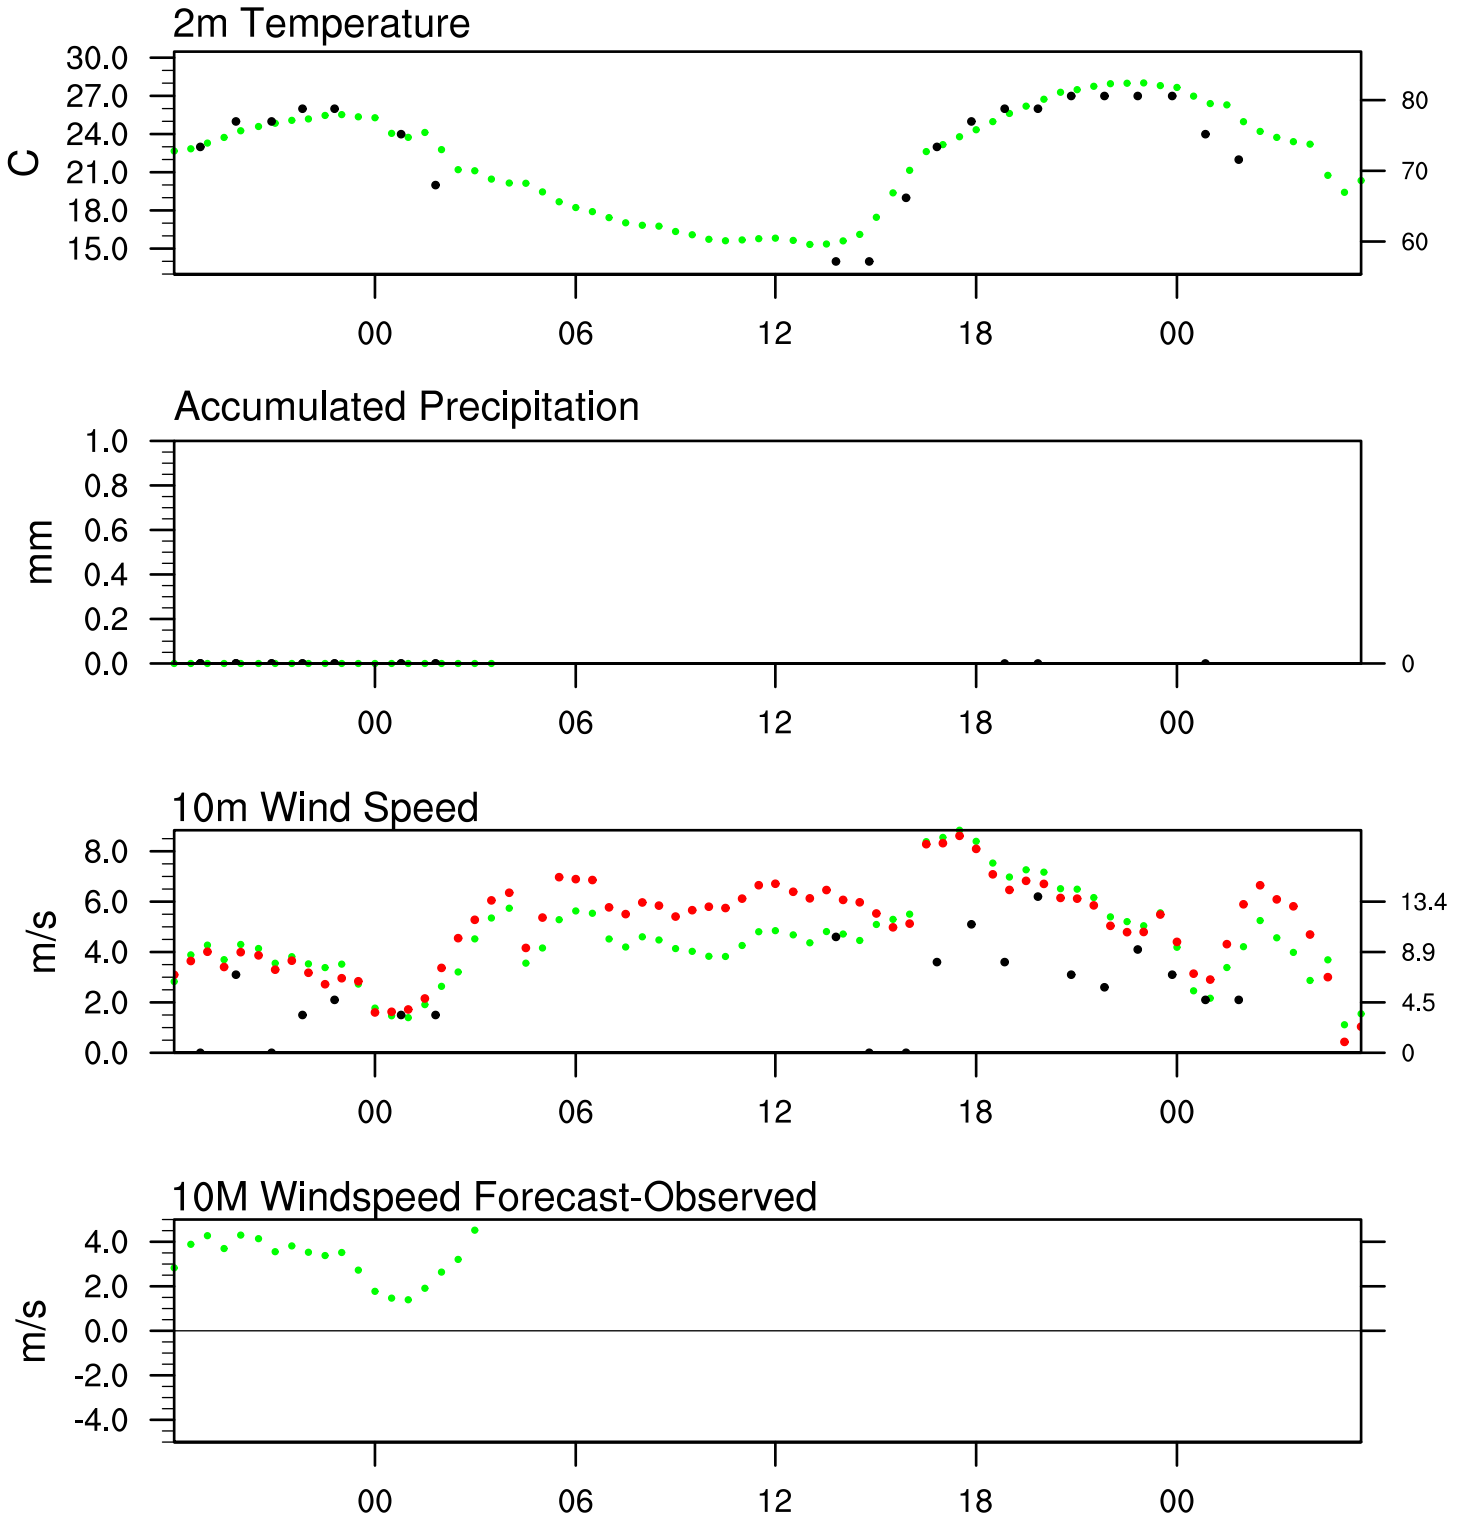 2m Temperature
30.0
27.0
24.0
21.0
18.0
15.0
C
80
70
60
00 06 12 18 00
Accumulated Precipitation
1.0
0.8
0.6
0.4
0.2
0.0
mm
0
00 06 12 18 00
10m Wind Speed
8.0
6.0
4.0
2.0
0.0
m/s
13.4
8.9
4.5
0
00 06 12 18 00
10M Windspeed Forecast-Observed
4.0
2.0
0.0
-2.0
-4.0
m/s
00 06 12 18 00